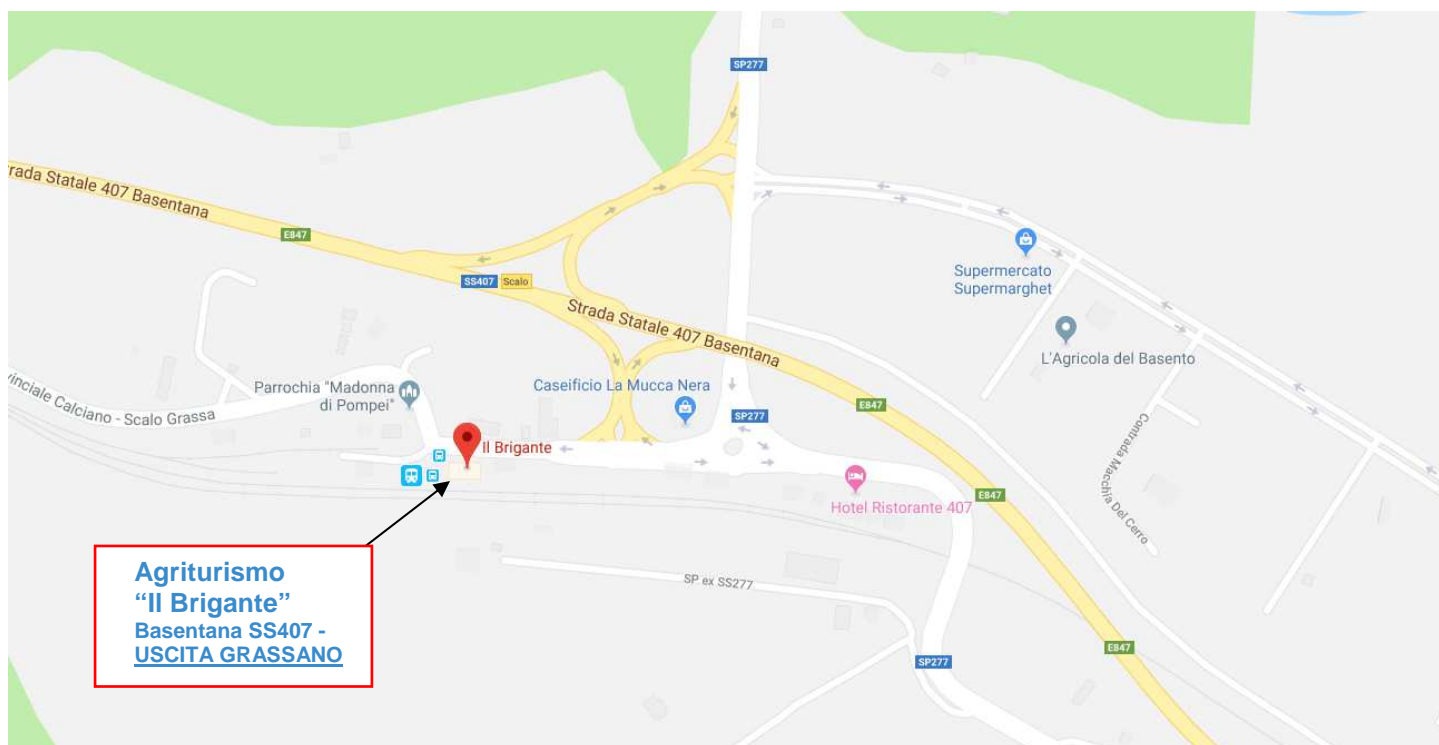 SP277
rada Statale 407 Basentana
E847
Supermercato
Supermarghet
SS407
Scalo
Strada Statale 407 Basentana
L'Agricola del Basento
Parrochia "Madonna
di Pompei"
Caseificio La Mucca Nera
vinciale Calciano - Scalo Grassa
E847
SP277
Contrada Macchia Del Cerro
Il Brigante
E847
Hotel Ristorante 407
Agriturismo
“Il Brigante”
Basentana SS407 -
USCITA GRASSANO
SP ex SS277
E847
SP277